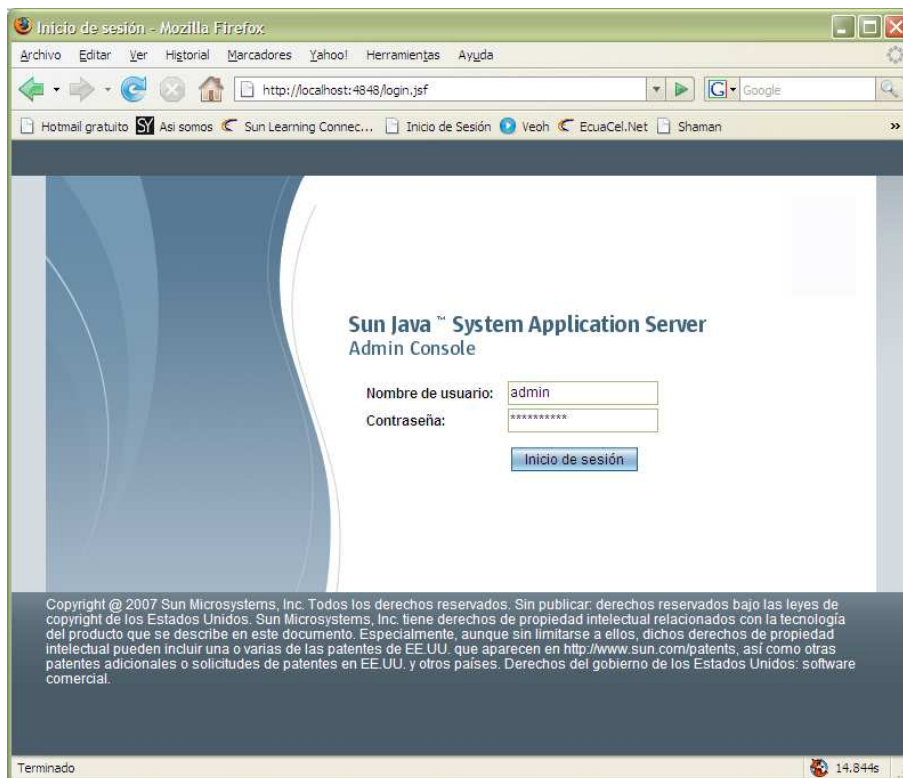 Inicio de sesión - Mozilla Firefox
Archivo Editar Ver Historial Marcadores Yahoo! Herramientas Ayuda
http://localhost:4848/login.jsf
G Google
Hotmail gratuito SY Asi somos Sun Learning Connec... Inicio de Sesión Veoh EcuaCel.Net Shaman »
Sun Java ™ System Application Server
Admin Console
Nombre de usuario: admin
Contraseña: **********
Inicio de sesión
Copyright @ 2007 Sun Microsystems, Inc. Todos los derechos reservados. Sin publicar: derechos reservados bajo las leyes de
copyright de los Estados Unidos. Sun Microsystems, Inc. tiene derechos de propiedad intelectual relacionados con la tecnología
del producto que se describe en este documento. Especialmente, aunque sin limitarse a ellos, dichos derechos de propiedad
intelectual pueden incluir una o varias de las patentes de EE.UU. que aparecen en http://www.sun.com/patents, así como otras
patentes adicionales o solicitudes de patentes en EE.UU. y otros países. Derechos del gobierno de los Estados Unidos: software
comercial.
Terminado 14.844s